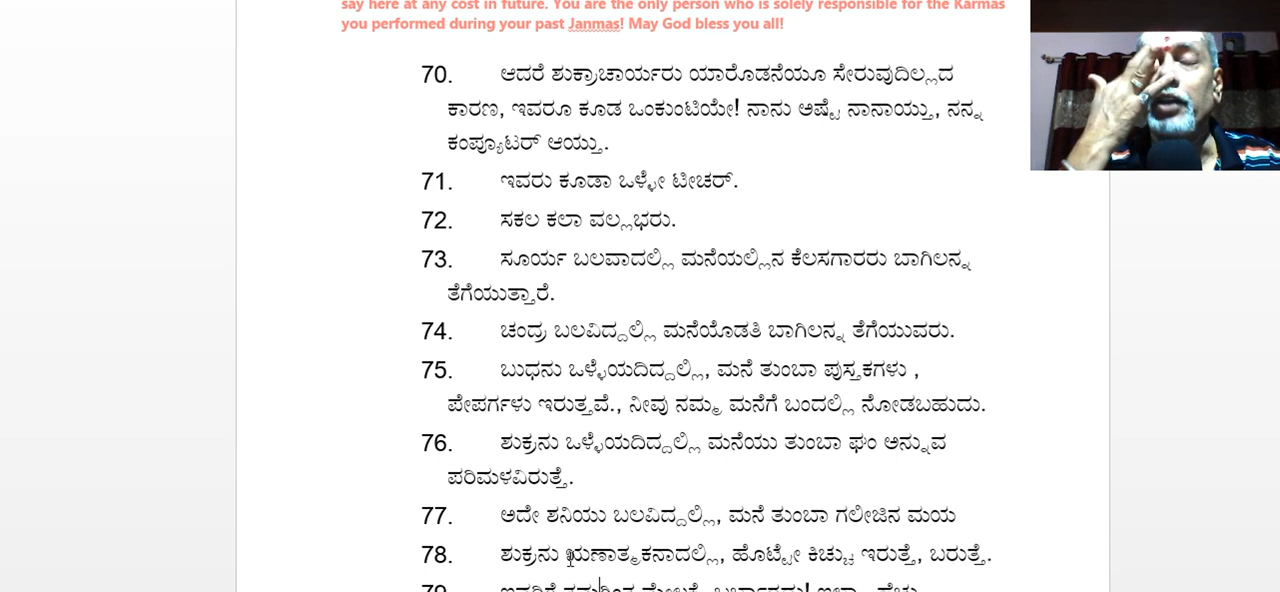 say here at any cost in future. You are the only person who is solely responsible for the Karmas
you performed during your past Janmas! May God bless you all!
70. ಆದರೆ ಶುಕ್ರಾಚಾರ್ಯರು ಯಾರೊಡನೆಯೂ ಸೇರುವುದಿಲ್ಲದ
ಕಾರಣ, ಇವರೂ ಕೂಡ ಒಂಕುಂಟಿಯೇ! ನಾನು ಅಷ್ಟೆ ನಾನಾಯ್ತು, ನನ್ನ
ಕಂಪ್ಯೂಟರ್ ಆಯ್ತು.
71. ಇವರು ಕೂಡಾ ಒಳ್ಳೇ ಟೀಚರ್.
72. ಸಕಲ ಕಲಾ ವಲ್ಲಭರು.
73. ಸೂರ್ಯ ಬಲವಾದಲ್ಲಿ ಮನೆಯಲ್ಲಿನ ಕೆಲಸಗಾರರು ಬಾಗಿಲನ್ನ
ತೆಗೆಯುತ್ತಾರೆ.
74. ಚಂದ್ರ ಬಲವಿದ್ದಲ್ಲಿ ಮನೆಯೊಡತಿ ಬಾಗಿಲನ್ನ ತೆಗೆಯುವರು.
75. ಬುಧನು ಒಳ್ಳೆಯದಿದ್ದಲ್ಲಿ, ಮನೆ ತುಂಬಾ ಪುಸ್ತಕಗಳು ,
ಪೇಪರ್ಗಳು ಇರುತ್ತವೆ., ನೀವು ನಮ್ಮ ಮನೆಗೆ ಬಂದಲ್ಲಿ ನೋಡಬಹುದು.
76. ಶುಕ್ರನು ಒಳ್ಳೆಯದಿದ್ದಲ್ಲಿ ಮನೆಯು ತುಂಬಾ ಘಂ ಅನ್ನುವ
ಪರಿಮಳವಿರುತ್ತೆ.
77. ಅದೇ ಶನಿಯು ಬಲವಿದ್ದಲ್ಲಿ, ಮನೆ ತುಂಬಾ ಗಲೀಜಿನ ಮಯ
78. ಶುಕ್ರನು ಋಣಾತ್ಮಕನಾದಲ್ಲಿ, ಹೊಟ್ಟೇ ಕಿಚ್ಚು ಇರುತ್ತೆ, ಬರುತ್ತೆ.
79.